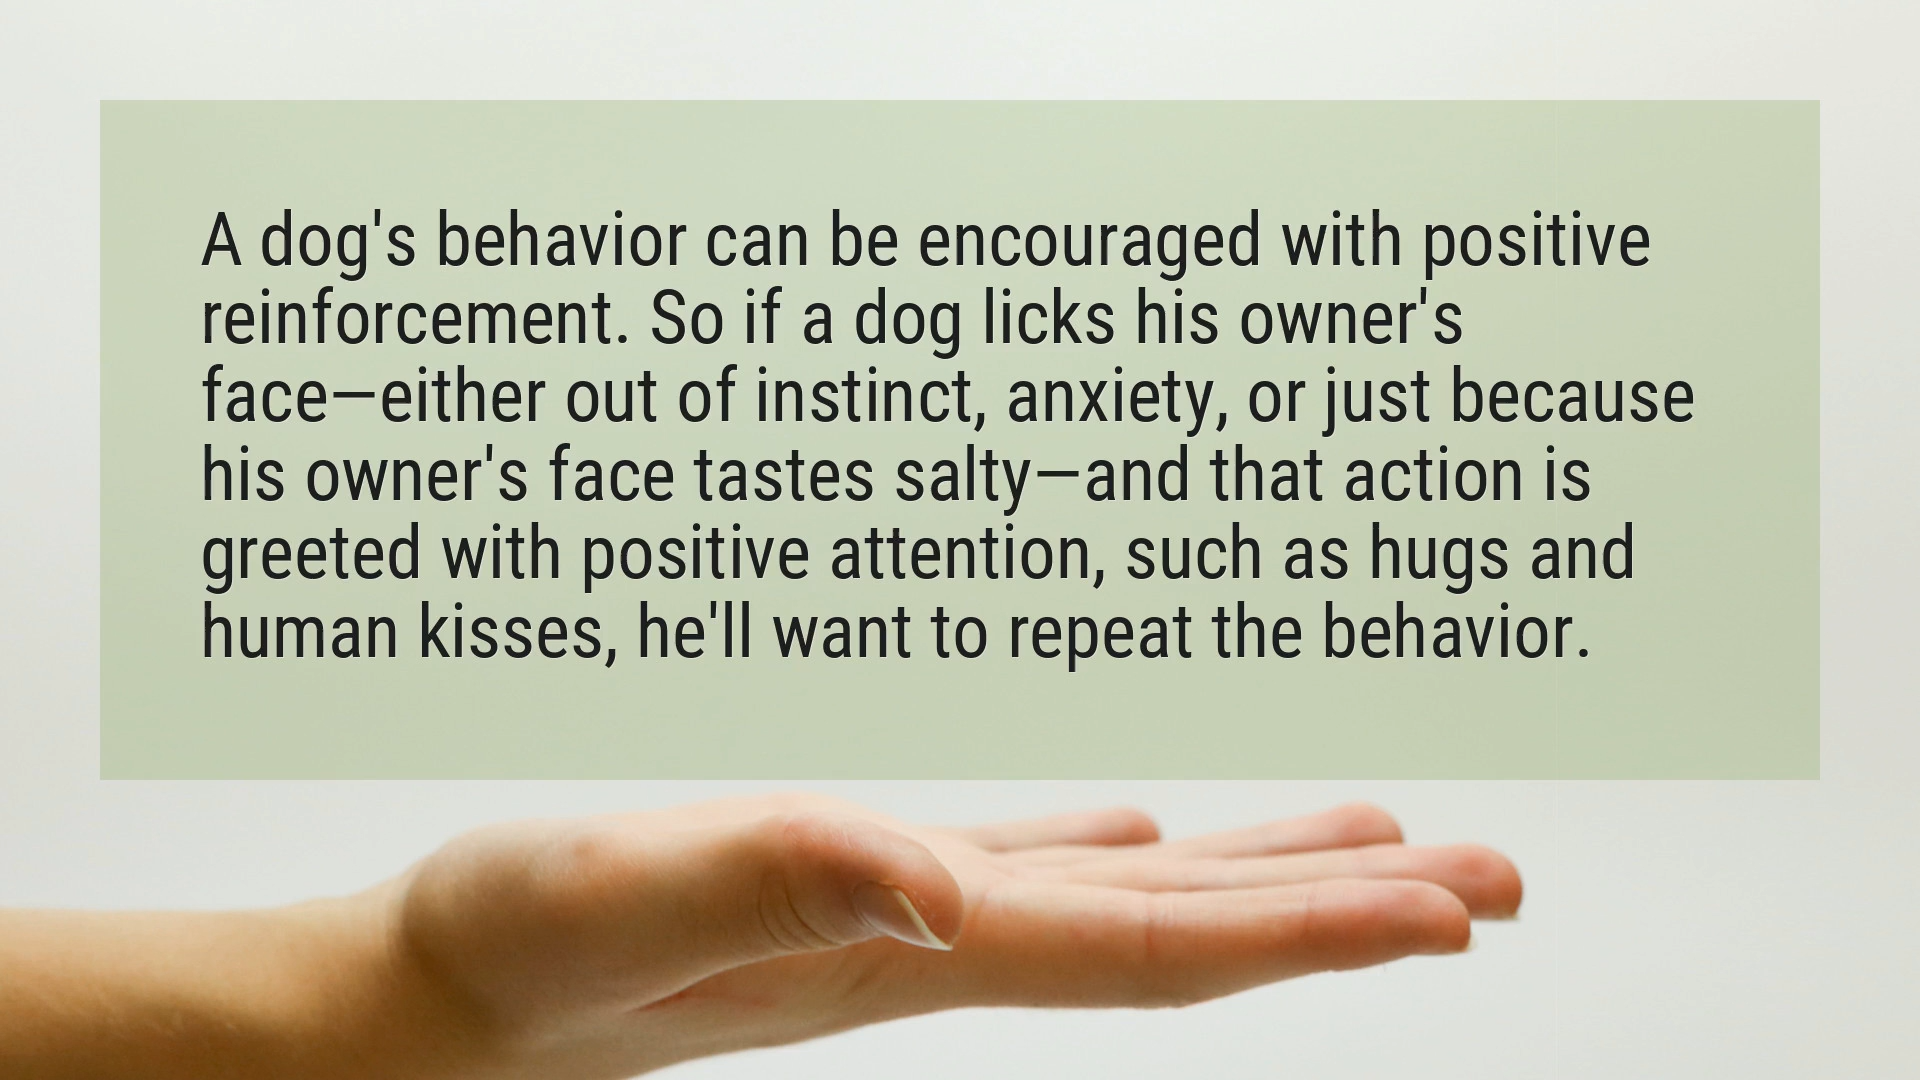 A dog's behavior can be encouraged with positive
reinforcement. So if a dog licks his owner's
face—either out of instinct, anxiety, or just because
his owner's face tastes salty—and that action is
greeted with positive attention, such as hugs and
human kisses, he'll want to repeat the behavior.